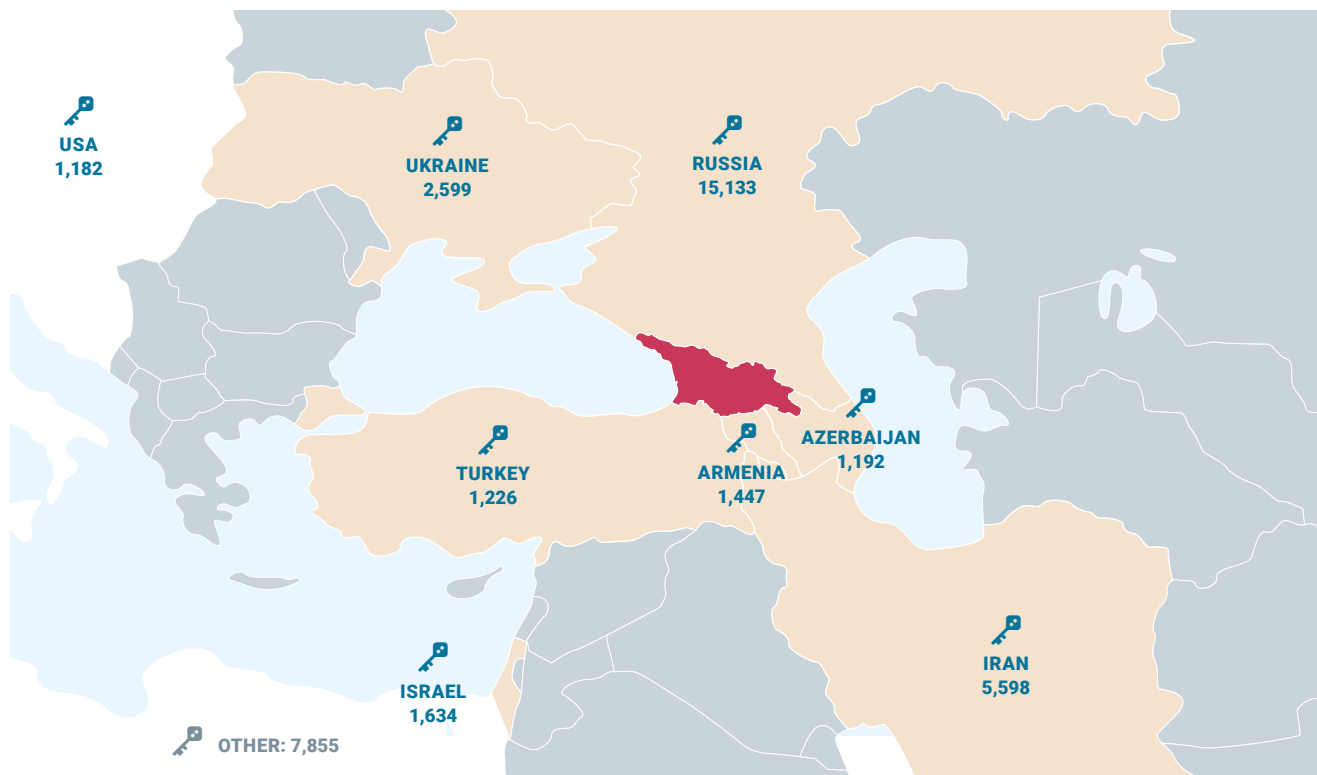 USA
1,182
UKRAINE
2,599
RUSSIA
15,133
AZERBAIJAN
1,192
TURKEY
1,226
ARMENIA
1,447
IRAN
5,598
ISRAEL
1,634
OTHER: 7,855